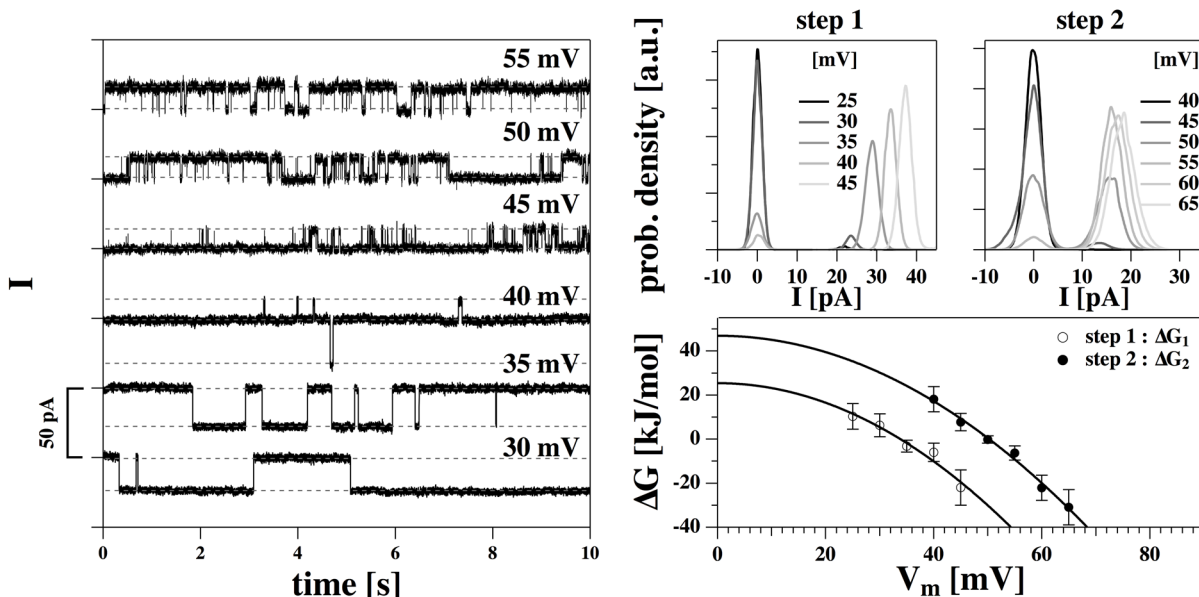 55 mV
50 mV
45 mV
40 mV
35 mV
30 mV
I
50 pA
0 2 4 6 8 10
time [s]
step 1
step 2
prob. density [a.u.]
[mV]
25
30
35
40
45
[mV]
40
45
50
55
60
65
-10 0 10 20 30 40
I [pA]
-10 0 10 20 30
I [pA]
step 1 : ΔG1
step 2 : ΔG2
40
20
0
-20
-40
ΔG [kJ/mol]
0 20 40 60 80
Vm [mV]